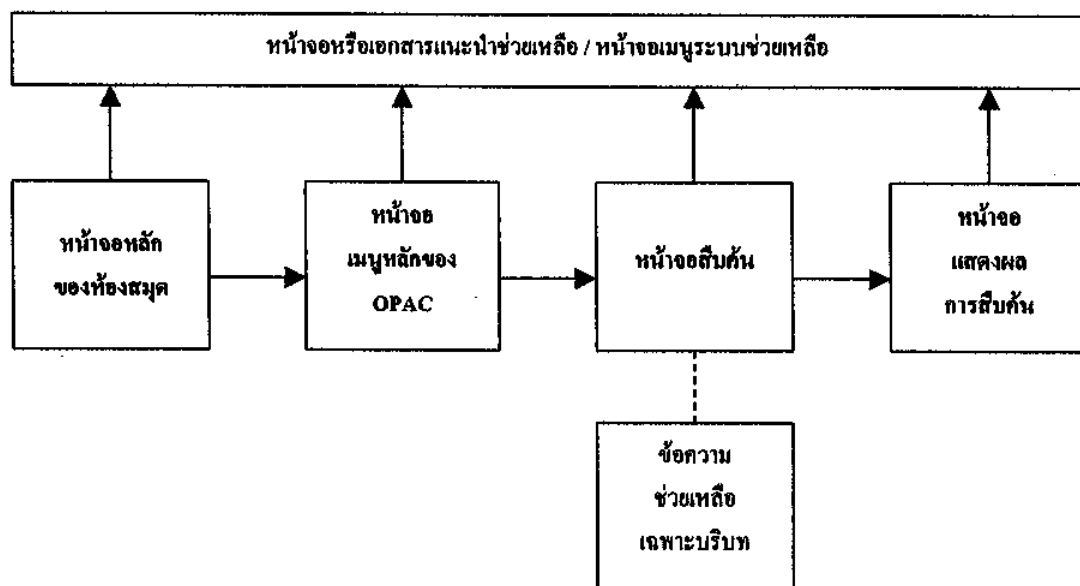 หน้าจอหรือเอกสารแนะนำช่วยเหลือ / หน้าจอเมนูระบบช่วยเหลือ
หน้าจอหลัก
ของห้องสมุด
หน้าจอ
เมนูหลักของ
OPAC
หน้าจอสืบค้น
หน้าจอ
แสดงผล
การสืบค้น
ข้อความ
ช่วยเหลือ
เฉพาะบริบท